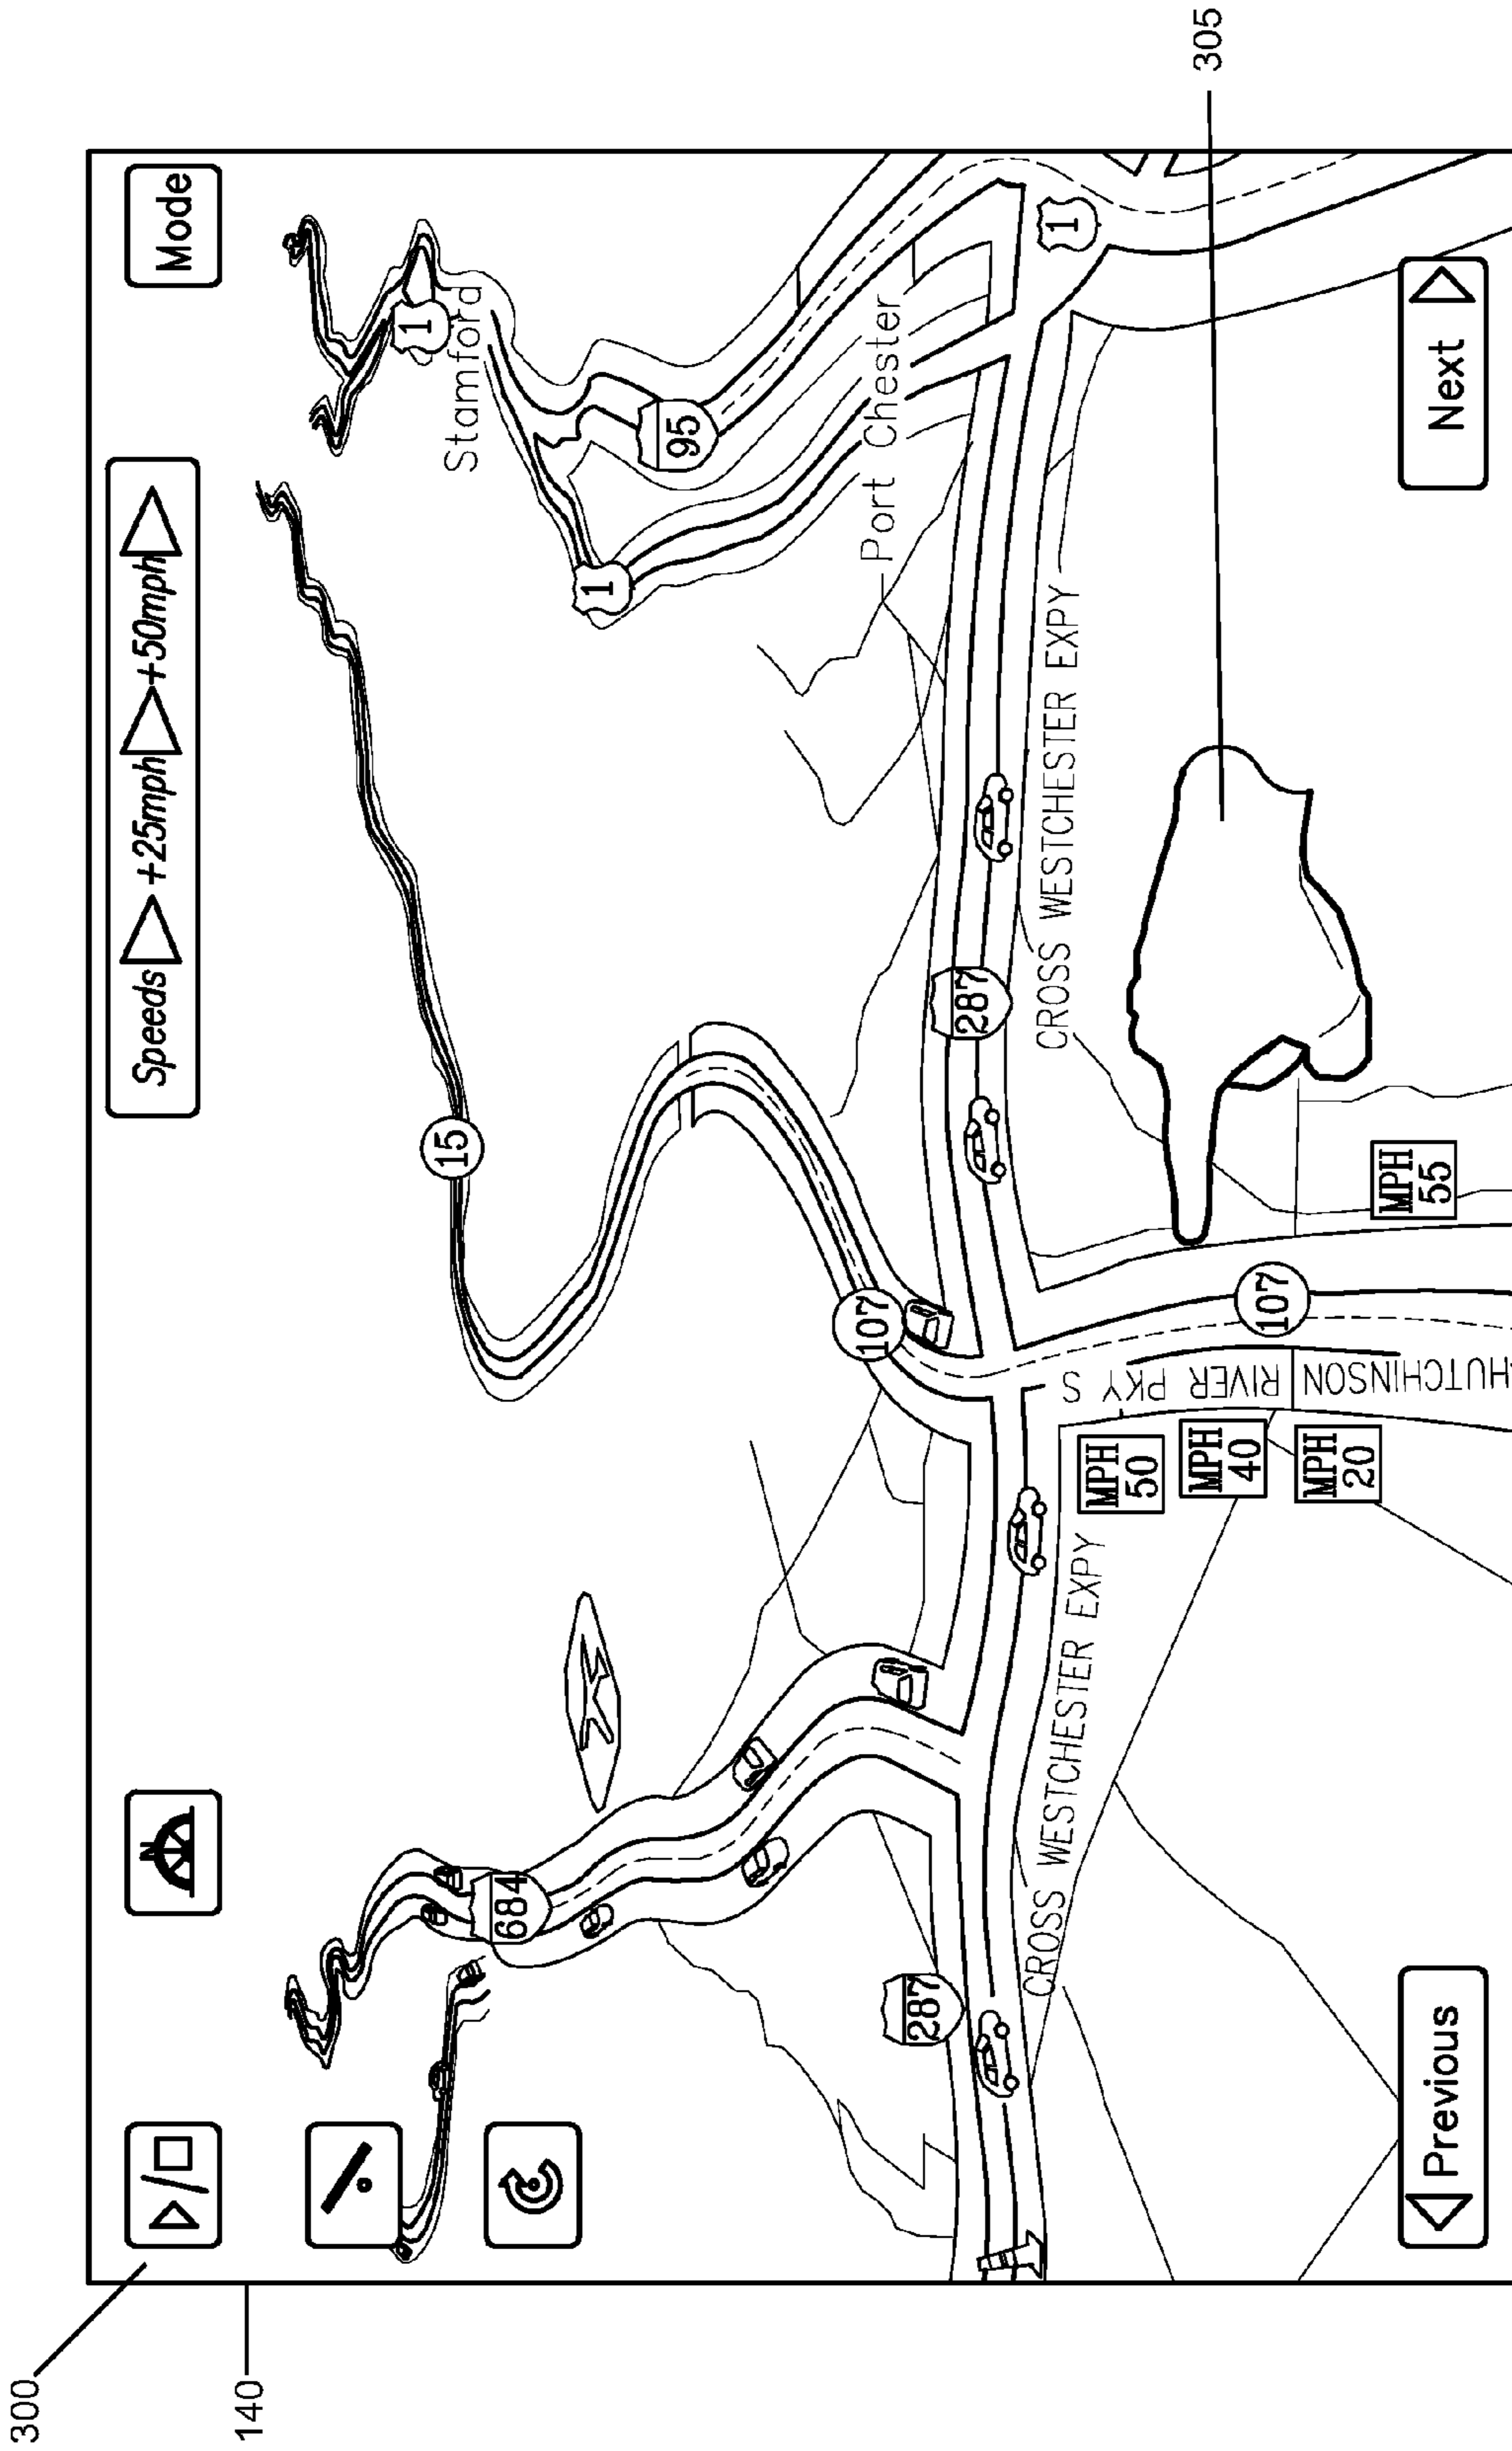 300
140
305
Speeds +25mph +50mph
Mode
N
Stamford
1
15
684
1
95
Port Chester
107
287
287
1
CROSS WESTCHESTER EXPY
CROSS WESTCHESTER EXPY
HUTCHINSON RIVER PKY S
107
MPH
50
MPH
40
MPH
20
MPH
55
Previous
Next